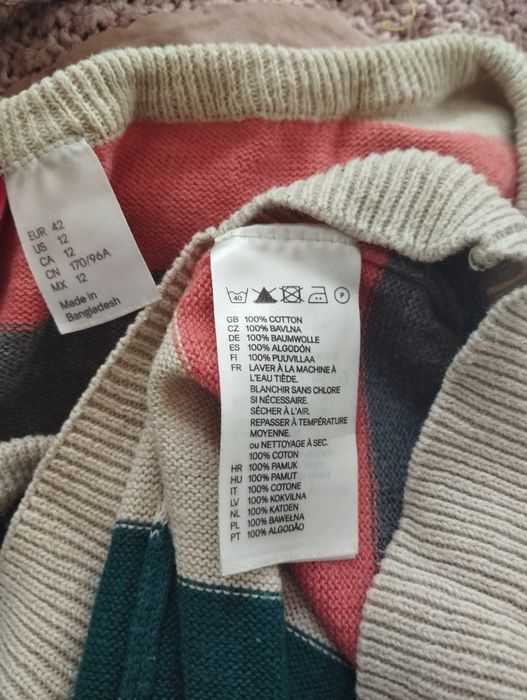 EUR 42
US 12
CA 12
CN 170/96A
MX 12
Made in
Bangladesh
40
P
GB 100% COTTON
CZ 100% BAVLNA
DE 100% BAUMWOLLE
ES 100% ALGODÓN
FI 100% PUUVILLAA
FR LAVER À LA MACHINE À
L'EAU TIÈDE.
BLANCHIR SANS CHLORE
SI NÉCESSAIRE.
SÉCHER À L'AIR.
REPASSER À TEMPÉRATURE
MOYENNE.
ou NETTOYAGE À SEC.
100% COTON
HR 100% PAMUK
HU 100% PAMUT
IT 100% COTONE
LV 100% KOKVILNA
NL 100% KATOEN
PL 100% BAWEŁNA
PT 100% ALGODÃO